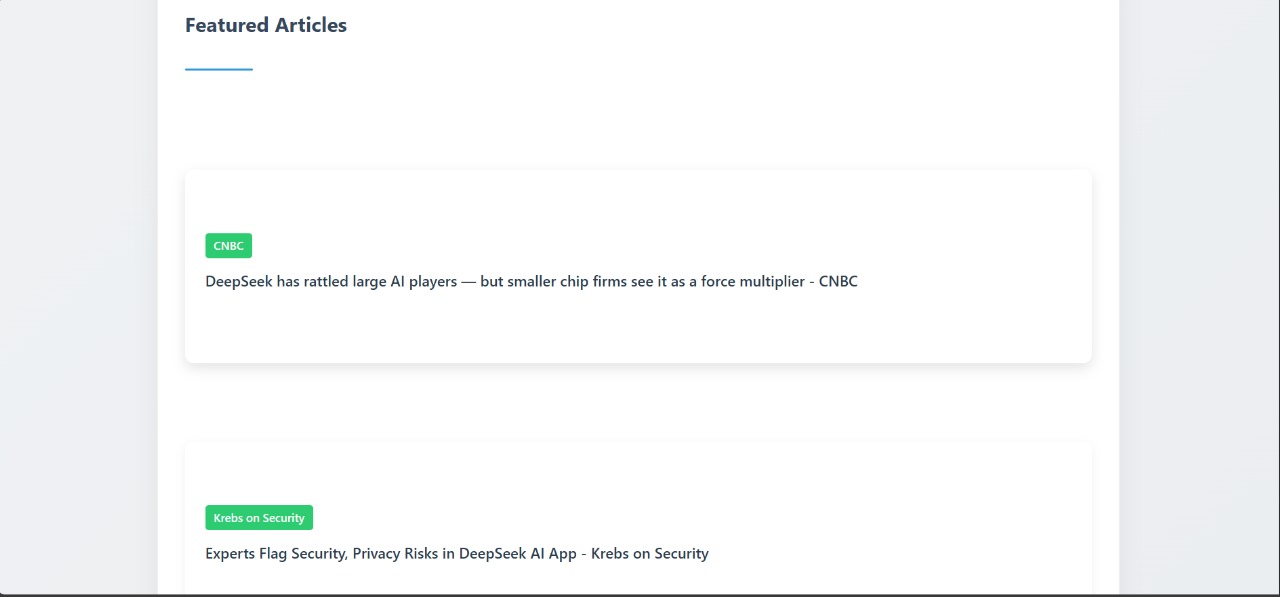 Featured Articles
CNBC
DeepSeek has rattled large AI players — but smaller chip firms see it as a force multiplier - CNBC
Krebs on Security
Experts Flag Security, Privacy Risks in DeepSeek AI App - Krebs on Security